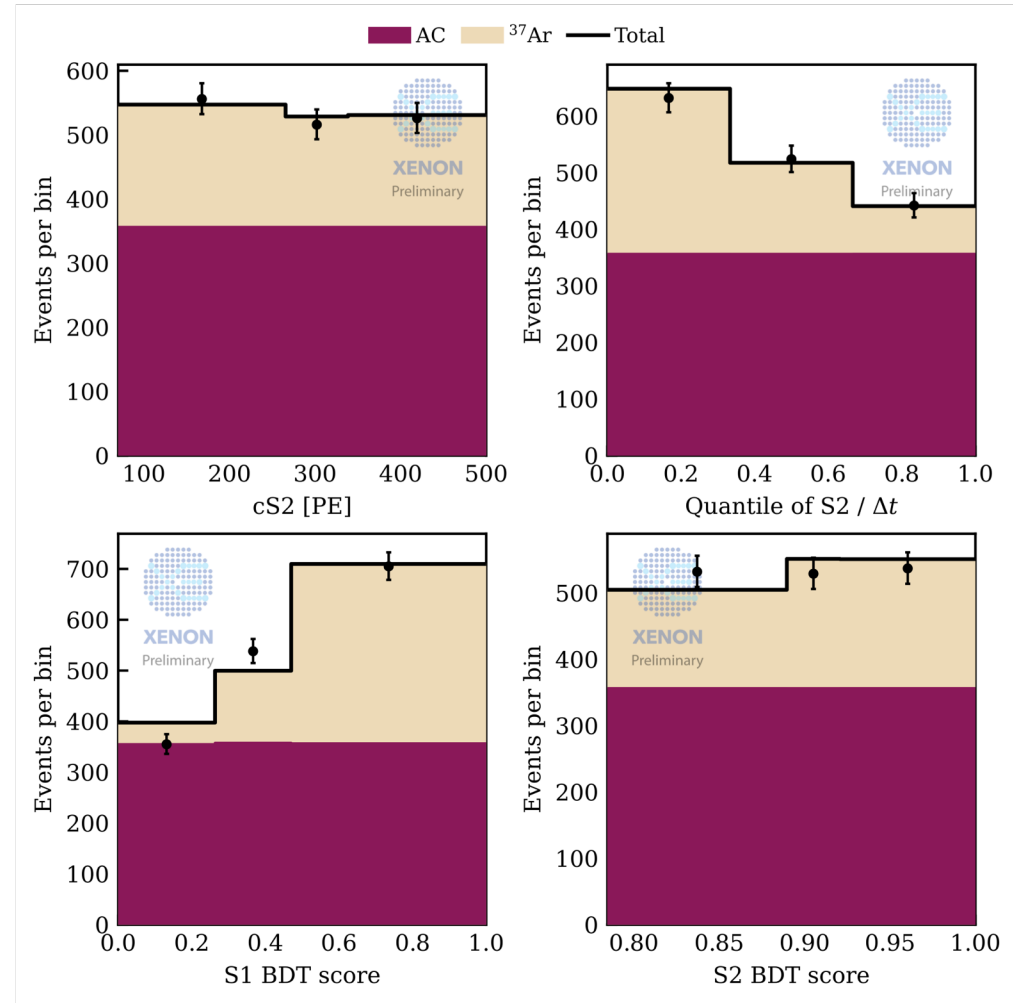 AC ³⁷Ar Total
Events per bin
600
500
400
300
200
100
0
XENON
Preliminary
100 200 300 400 500
cS2 [PE]
Events per bin
600
500
400
300
200
100
0
XENON
Preliminary
0.0 0.2 0.4 0.6 0.8 1.0
Quantile of S2 / Δt
Events per bin
700
600
500
400
300
200
100
0
XENON
Preliminary
0.0 0.2 0.4 0.6 0.8 1.0
S1 BDT score
Events per bin
500
400
300
200
100
0
XENON
Preliminary
0.80 0.85 0.90 0.95 1.00
S2 BDT score